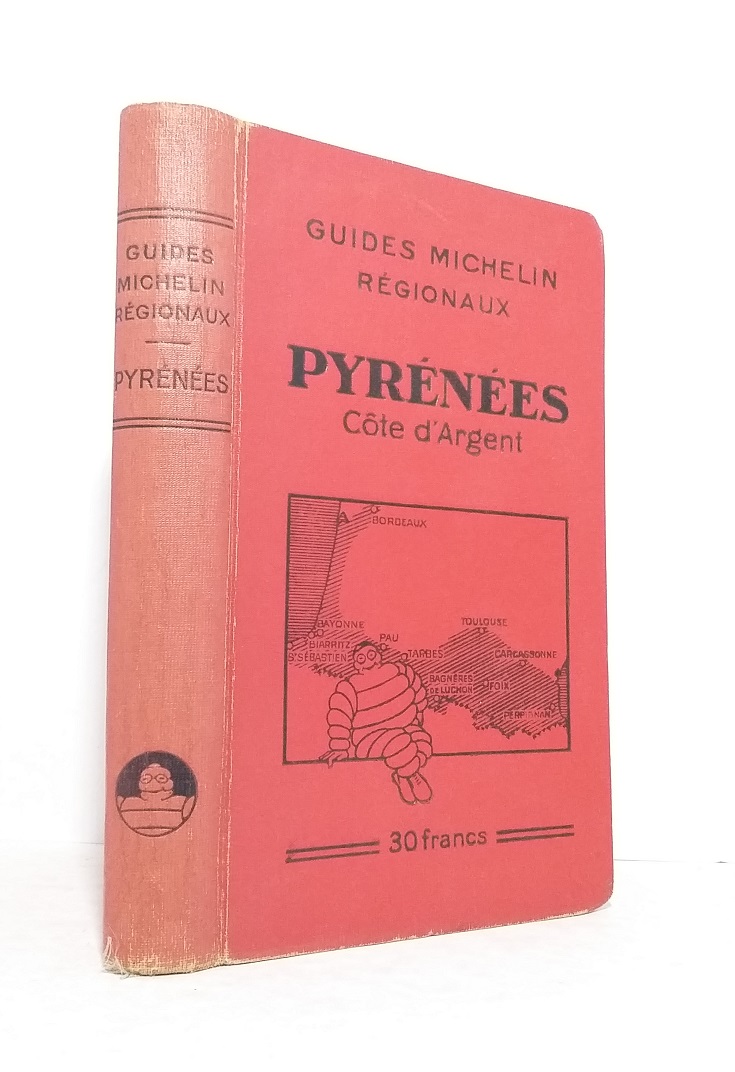 GUIDES
MICHELIN
RÉGIONAUX
PYRÉNÉES
GUIDES MICHELIN
RÉGIONAUX
PYRÉNÉES
Côte d'Argent
A
BORDEAUX
BAYONNE
BIARRITZ
ST SÉBASTIEN
PAU
TARBES
TOULOUSE
CARCASSONNE
BAGNÈRES
DE LUCHON
FOIX
PERPIGNAN
30 francs